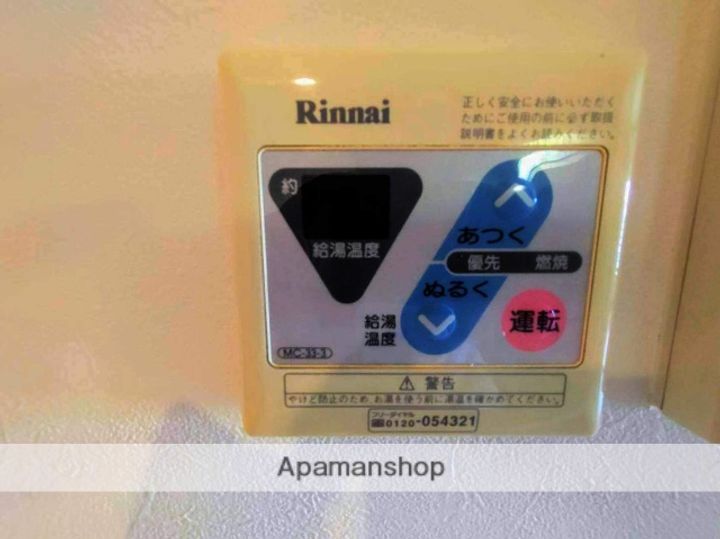 Rinnai
正しく安全にお使いいただく
ためにご使用の前に必ず取扱
説明書をよくお読みください。
約
給湯温度
あつく
優先 燃焼
ぬるく
給湯
温度
運転
MC-33-3
⚠ 警告
やけど防止のため、お湯を使う前に湯温を確かめてください。
フリーダイヤル
0120-054321
Apamanshop